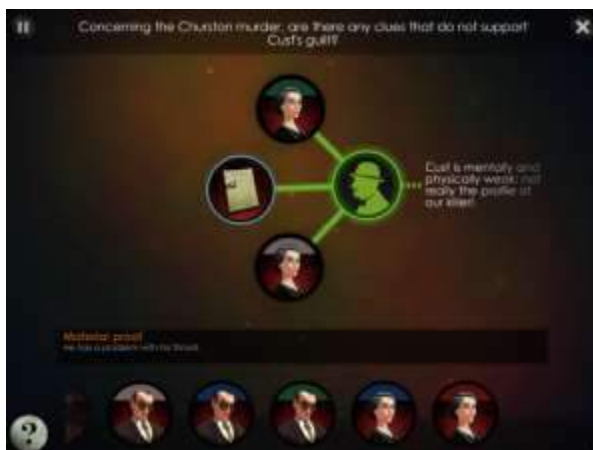 Concerning the Churston murder, are there any clues that do not support
Cust's guilt?
Cust is mentally and
physically weak: not
really the profile of
our killer!
Material proof
He has a problem with his throat.
?